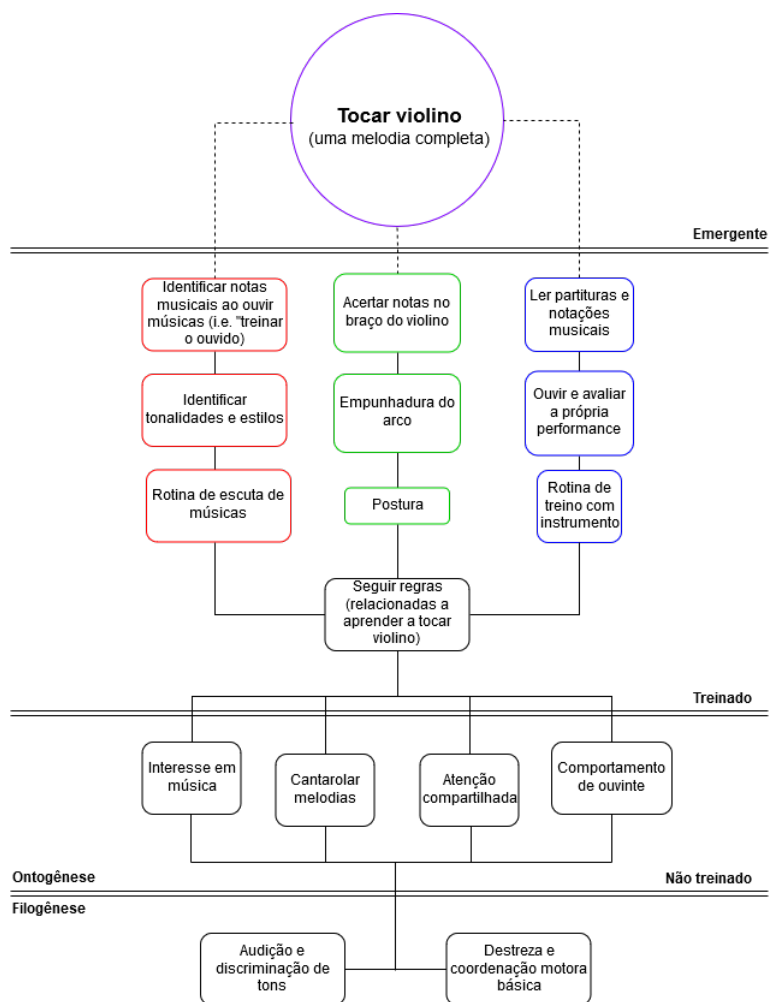 Tocar violino
(uma melodia completa)
Emergente
Identificar notas
musicais ao ouvir
músicas (i.e. "treinar
o ouvido)
Acertar notas no
braço do violino
Ler partituras e
notações
musicais
Identificar
tonalidades e estilos
Empunhadura do
arco
Ouvir e avaliar
a própria
performance
Rotina de escuta de
músicas
Postura
Rotina de
treino com
instrumento
Seguir regras
(relacionadas a
aprender a tocar
violino)
Treinado
Interesse em
música
Cantarolar
melodias
Atenção
compartilhada
Comportamento
de ouvinte
Ontogênese
Não treinado
Filogênese
Audição e
discriminação de
tons
Destreza e
coordenação motora
básica